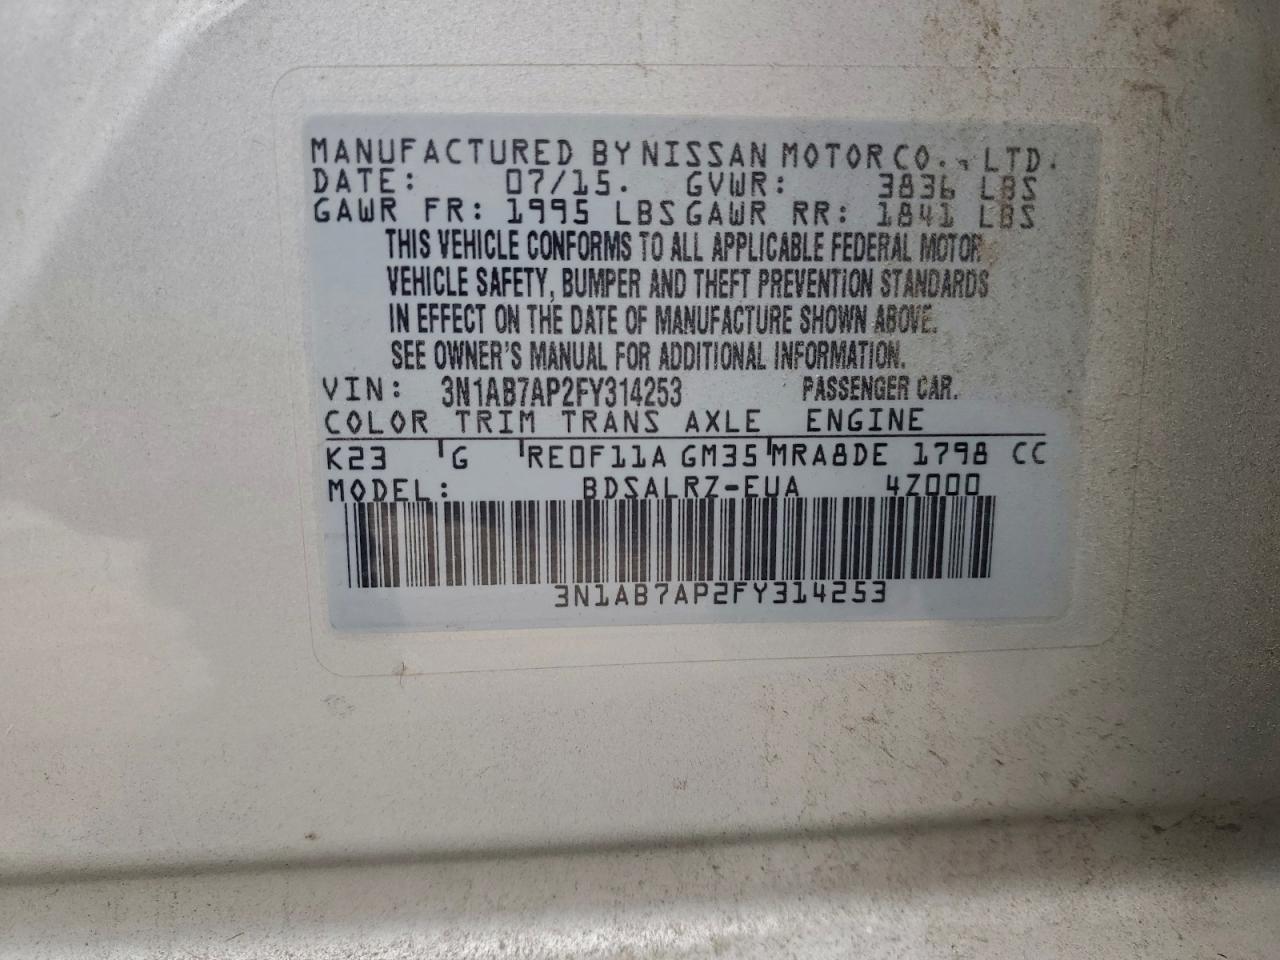 MANUFACTURED BY NISSAN MOTOR CO., LTD.
DATE: 07/15. GVWR: 3836 LBS
GAWR FR: 1995 LBS GAWR RR: 1841 LBS
THIS VEHICLE CONFORMS TO ALL APPLICABLE FEDERAL MOTOR
VEHICLE SAFETY, BUMPER AND THEFT PREVENTION STANDARDS
IN EFFECT ON THE DATE OF MANUFACTURE SHOWN ABOVE.
SEE OWNER'S MANUAL FOR ADDITIONAL INFORMATION.
VIN: 3N1AB7AP2FY314253 PASSENGER CAR.
COLOR TRIM TRANS AXLE ENGINE
K23 G RE0F11A GM35 MRA8DE 1798 CC
MODEL: BDSALRZ-EUA 4Z000
3N1AB7AP2FY314253